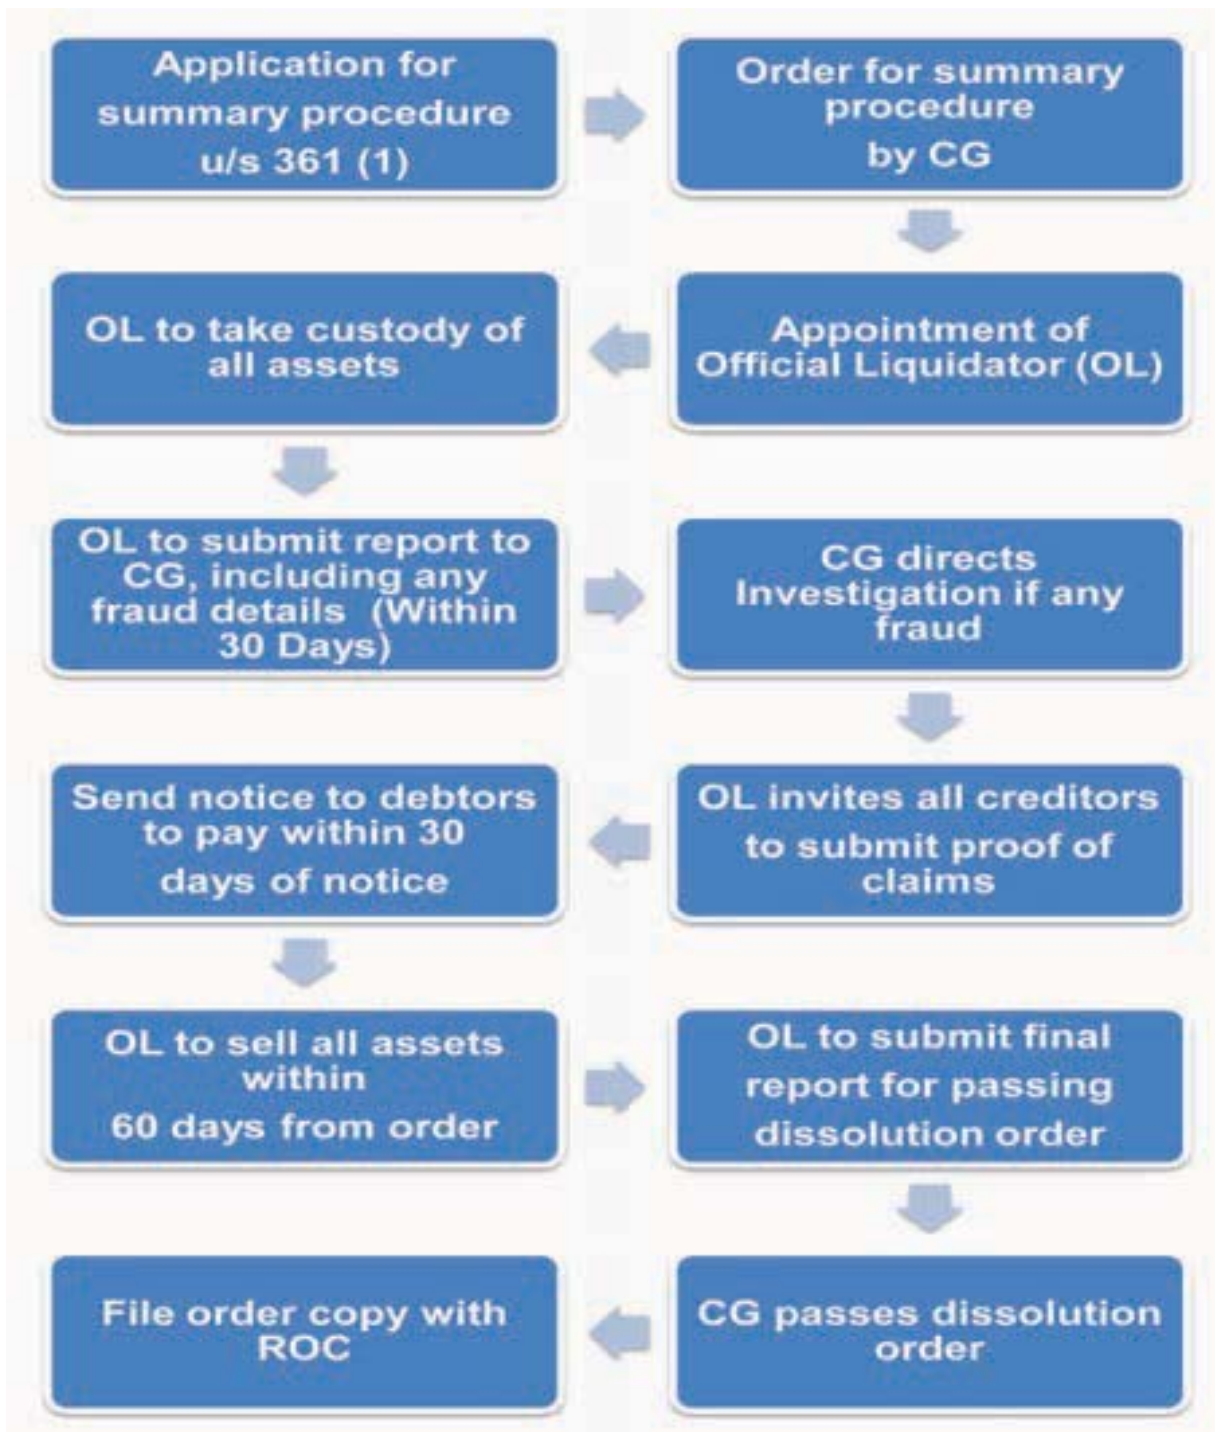 Application for
summary procedure
u/s 361 (1)
Order for summary
procedure
by CG
Appointment of
Official Liquidator (OL)
OL to take custody of
all assets
OL to submit report to
CG, including any
fraud details (Within
30 Days)
CG directs
Investigation if any
fraud
OL invites all creditors
to submit proof of
claims
Send notice to debtors
to pay within 30
days of notice
OL to sell all assets
within
60 days from order
OL to submit final
report for passing
dissolution order
CG passes dissolution
order
File order copy with
ROC